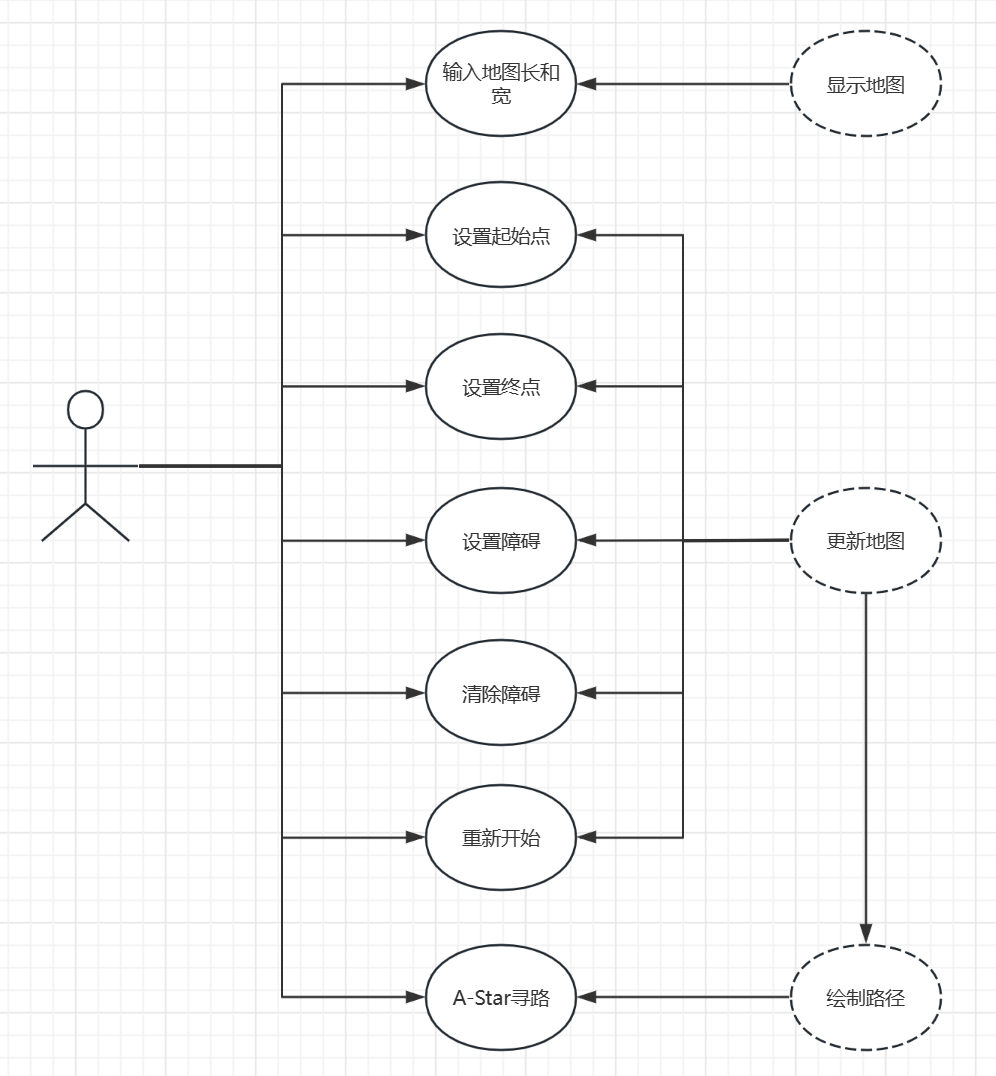 输入地图长和
宽
显示地图
设置起始点
设置终点
设置障碍
更新地图
清除障碍
重新开始
A-Star寻路
绘制路径